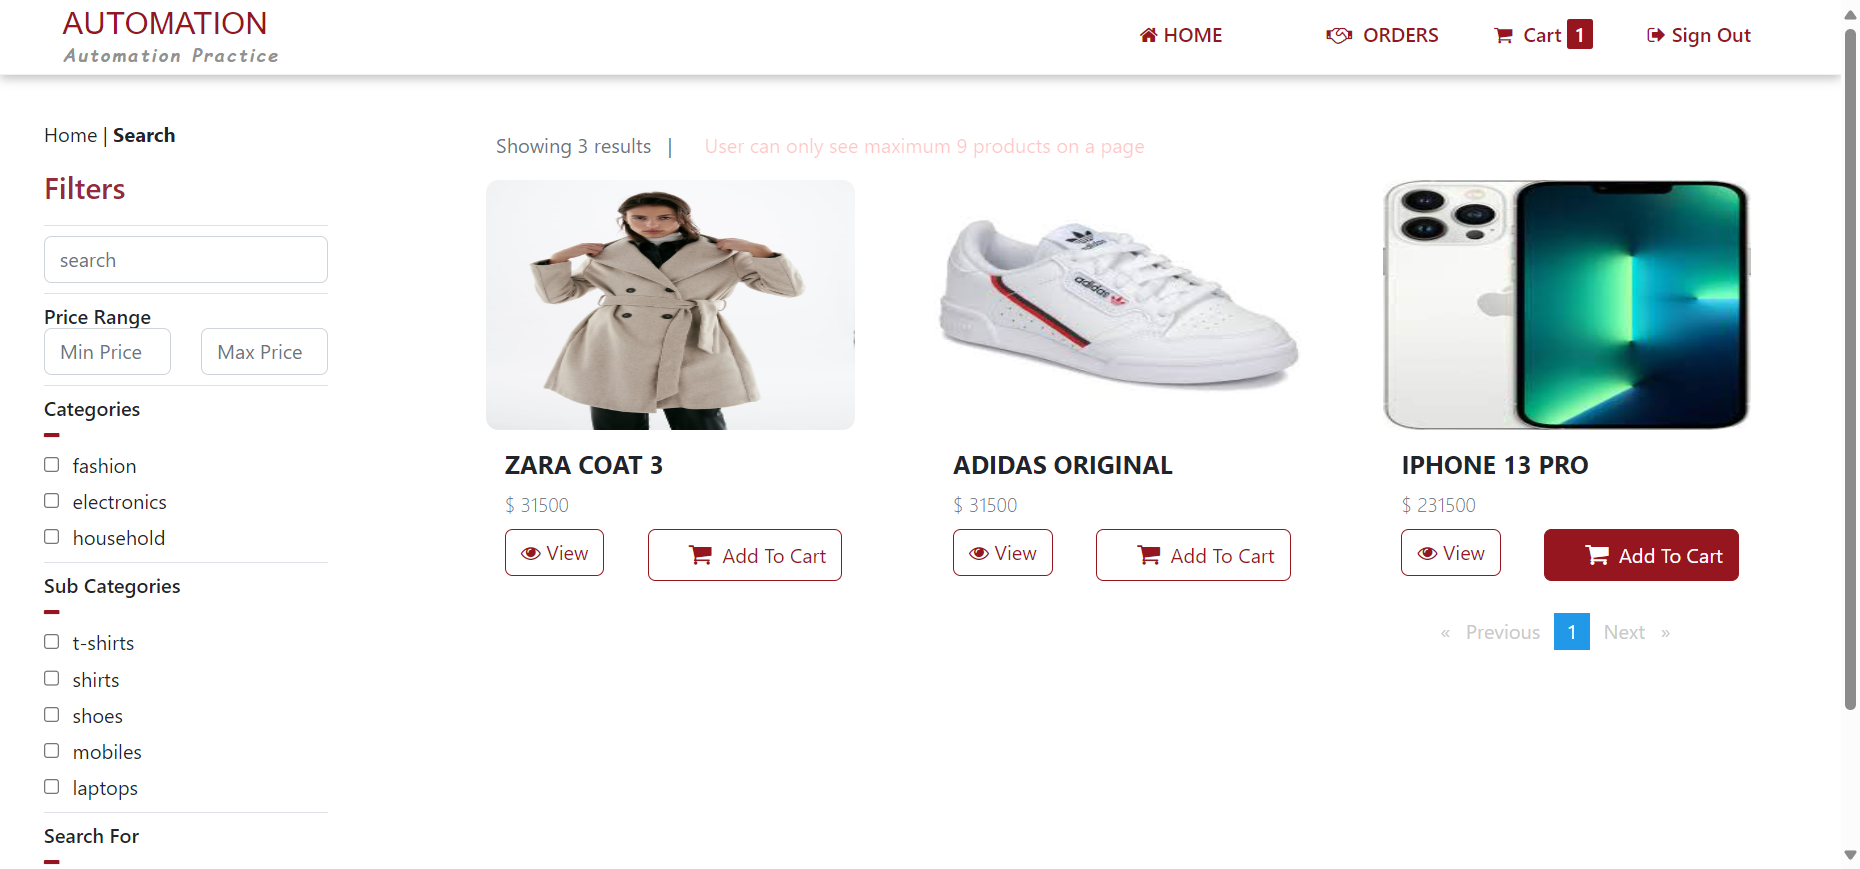 AUTOMATION
Automation Practice
HOME
ORDERS
Cart 1
Sign Out
Home | Search
Filters
search
Price Range
Min Price
Max Price
Categories
fashion
electronics
household
Sub Categories
t-shirts
shirts
shoes
mobiles
laptops
Search For
Showing 3 results |
User can only see maximum 9 products on a page
adidas
adidas
ZARA COAT 3
$ 31500
View
Add To Cart
ADIDAS ORIGINAL
$ 31500
View
Add To Cart
IPHONE 13 PRO
$ 231500
View
Add To Cart
« Previous 1 Next »